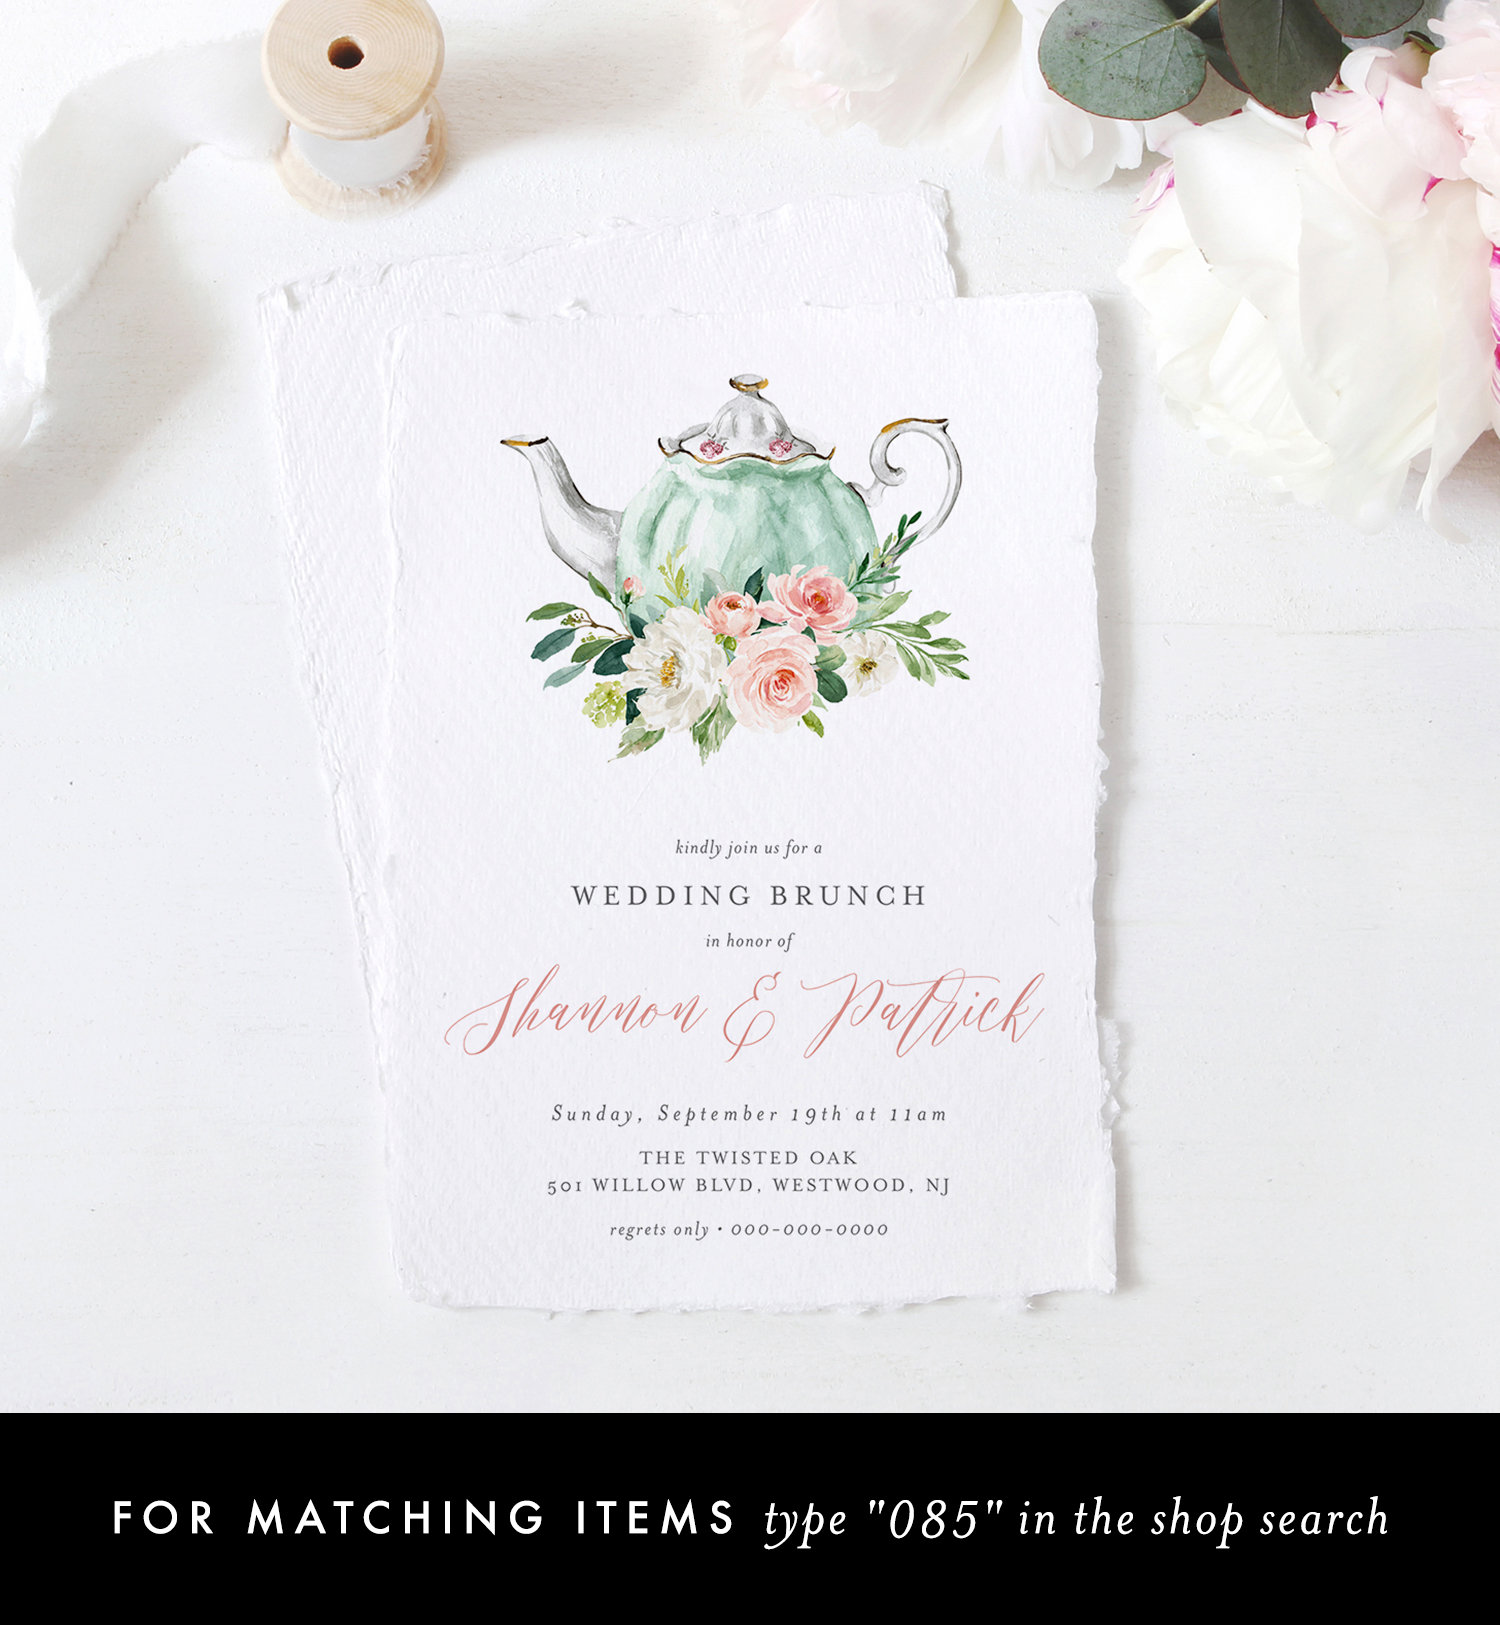 kindly join us for a
WEDDING BRUNCH
in honor of
Shannon & Patrick
Sunday, September 19th at 11am
THE TWISTED OAK
501 WILLOW BLVD, WESTWOOD, NJ
regrets only • 000-000-0000
FOR MATCHING ITEMS type "085" in the shop search